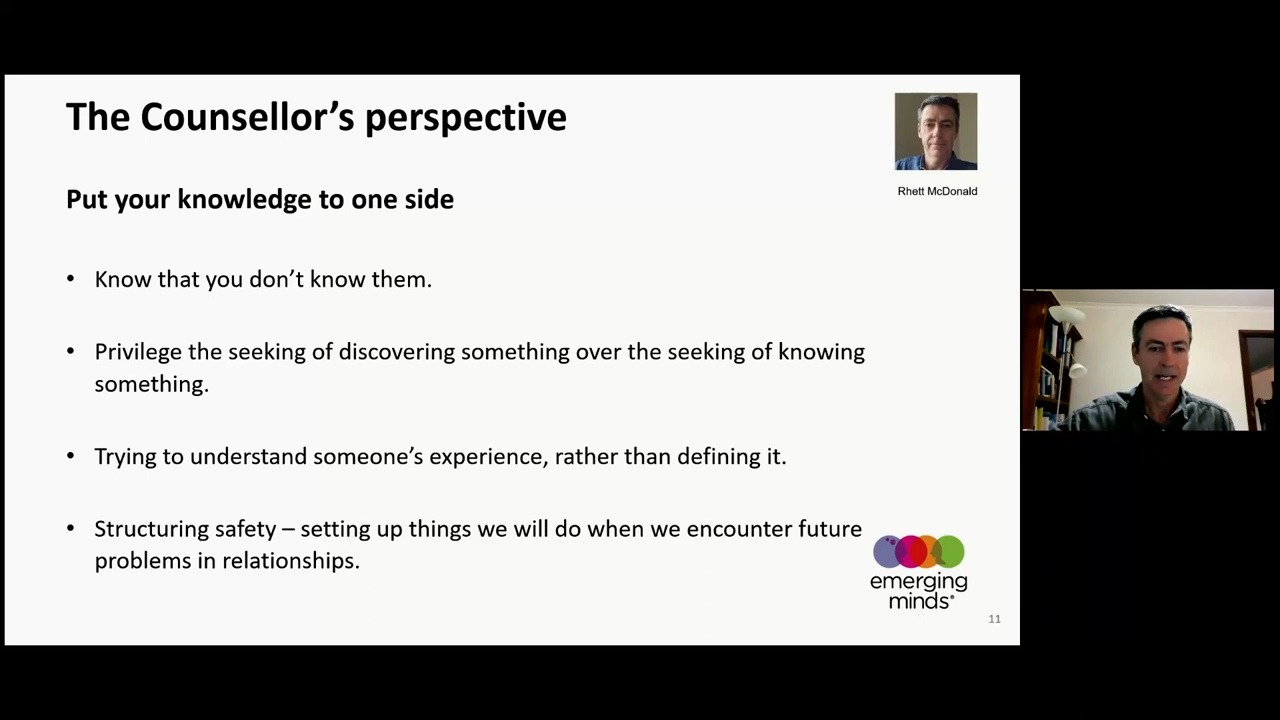 The Counsellor’s perspective
Rhett McDonald
Put your knowledge to one side
• Know that you don’t know them.
• Privilege the seeking of discovering something over the seeking of knowing
something.
• Trying to understand someone’s experience, rather than defining it.
• Structuring safety – setting up things we will do when we encounter future
problems in relationships.
emerging
minds
11